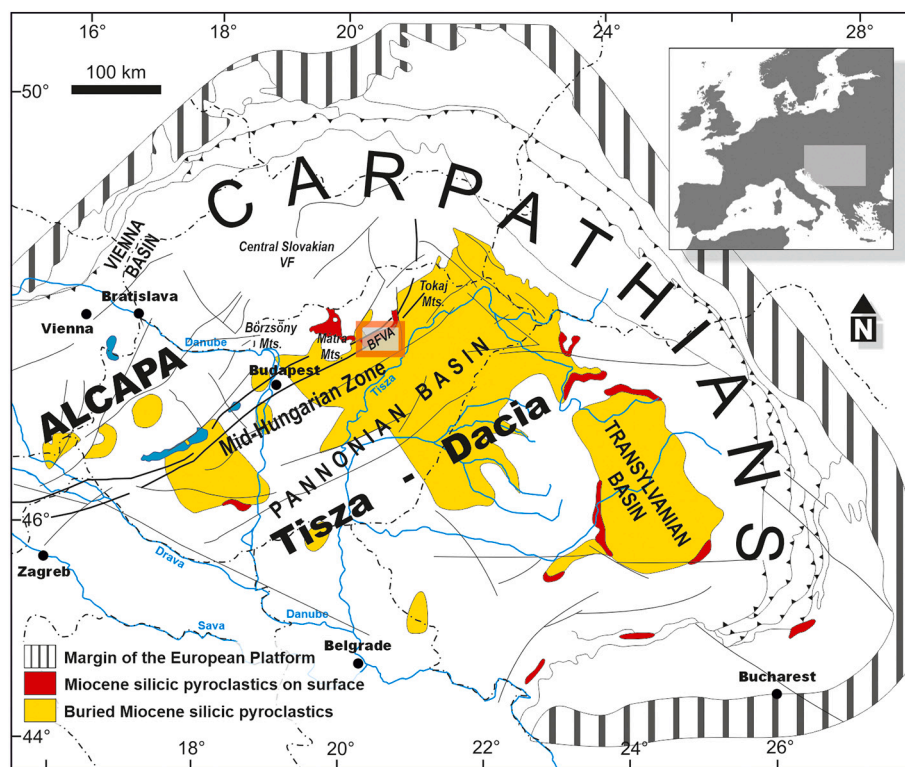 16°
18°
20°
24°
28°
100 km
50°
CARPATHIANS
VIENNA
BASIN
Central Slovakian
VF
Bratislava
Vienna
Danube
Börzsöny
Mts.
Matra
Mts.
BFVA
Tokaj
Mts.
N
Budapest
ALCAPA
Mid-Hungarian Zone
Tisza
PANNONIAN BASIN
Tisza - Dacia
TRANSYLVANIAN
BASIN
46°
Zagreb
Drava
Sava
Danube
Belgrade
Bucharest
Margin of the European Platform
Miocene silicic pyroclastics on surface
Buried Miocene silicic pyroclastics
44°
18°
20°
22°
24°
26°